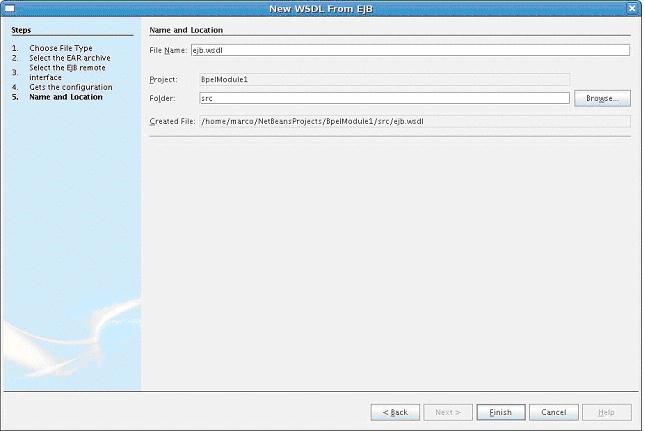 New WSDL From EJB
Steps
1. Choose File Type
2. Select the EAR archive
3. Select the EJB remote
interface
4. Gets the configuration
5. Name and Location
Name and Location
File Name: ejb.wsdl
Project: BpelModule1
Folder: src Browse...
Created File: /home/marco/NetBeansProjects/BpelModule1/src/ejb.wsdl
< Back Next > Finish Cancel Help